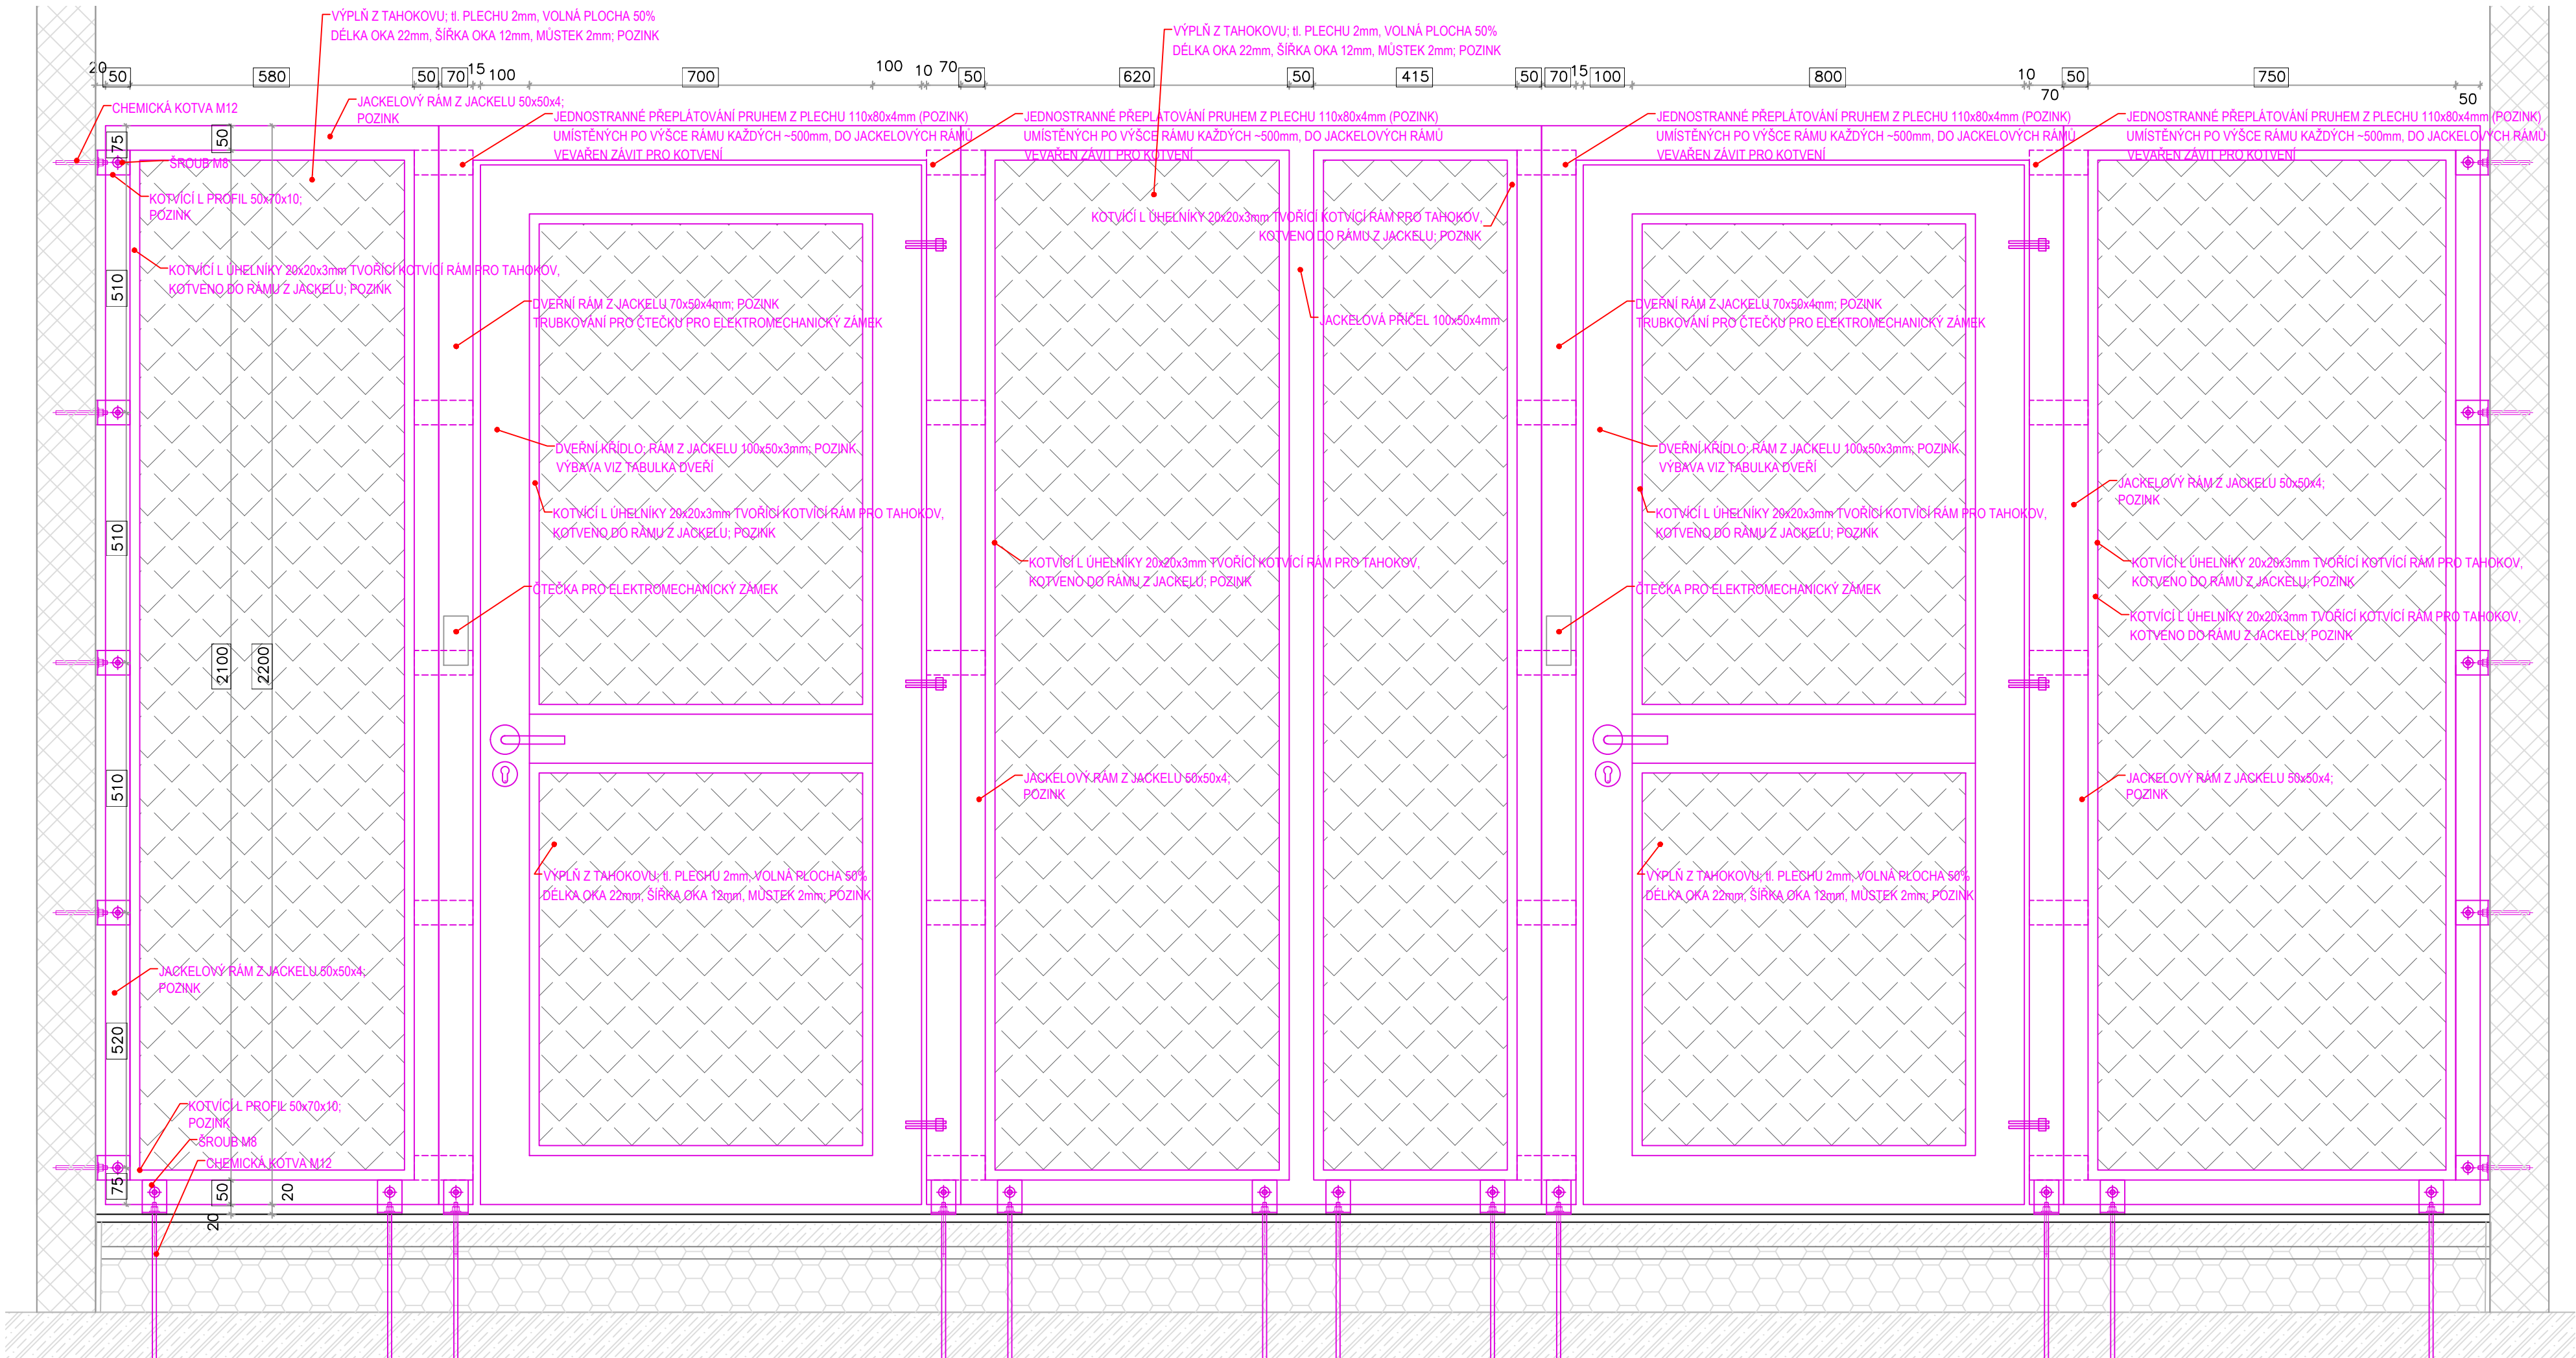 VÝPLŇ Z TAHOKOVU; tl. PLECHU 2mm, VOLNÁ PLOCHA 50%
DÉLKA OKA 22mm, ŠÍŘKA OKA 12mm, MŮSTEK 2mm; POZINK
VÝPLŇ Z TAHOKOVU; tl. PLECHU 2mm, VOLNÁ PLOCHA 50%
DÉLKA OKA 22mm, ŠÍŘKA OKA 12mm, MŮSTEK 2mm; POZINK
20 50 580 50 70 15 100 700 100 10 70 50 620 50 415 50 70 15 100 800 10 70 50 750 50
CHEMICKÁ KOTVA M12
JACKELOVÝ RÁM Z JACKELU 50x50x4;
POZINK
JEDNOSTRANNÉ PŘEPLÁTOVÁNÍ PRUHEM Z PLECHU 110x80x4mm (POZINK)
UMÍSTĚNÝCH PO VÝŠCE RÁMU KAŽDÝCH ~500mm, DO JACKELOVÝCH RÁMŮ
VEVAŘEN ZÁVIT PRO KOTVENÍ
JEDNOSTRANNÉ PŘEPLÁTOVÁNÍ PRUHEM Z PLECHU 110x80x4mm (POZINK)
UMÍSTĚNÝCH PO VÝŠCE RÁMU KAŽDÝCH ~500mm, DO JACKELOVÝCH RÁMŮ
VEVAŘEN ZÁVIT PRO KOTVENÍ
JEDNOSTRANNÉ PŘEPLÁTOVÁNÍ PRUHEM Z PLECHU 110x80x4mm (POZINK)
UMÍSTĚNÝCH PO VÝŠCE RÁMU KAŽDÝCH ~500mm, DO JACKELOVÝCH RÁMŮ
VEVAŘEN ZÁVIT PRO KOTVENÍ
JEDNOSTRANNÉ PŘEPLÁTOVÁNÍ PRUHEM Z PLECHU 110x80x4mm (POZINK)
UMÍSTĚNÝCH PO VÝŠCE RÁMU KAŽDÝCH ~500mm, DO JACKELOVÝCH RÁMŮ
VEVAŘEN ZÁVIT PRO KOTVENÍ
75
50
ŠROUB M8
KOTVÍCÍ L PROFIL 50x70x10;
POZINK
KOTVÍCÍ L ÚHELNÍKY 20x20x3mm TVOŘÍCÍ KOTVÍCÍ RÁM PRO TAHOKOV,
KOTVENO DO RÁMU Z JACKELU; POZINK
KOTVÍCÍ L ÚHELNÍKY 20x20x3mm TVOŘÍCÍ KOTVÍCÍ RÁM PRO TAHOKOV,
KOTVENO DO RÁMU Z JACKELU; POZINK
510
DVEŘNÍ RÁM Z JACKELU 70x50x4mm; POZINK
TRUBKOVÁNÍ PRO ČTEČKU PRO ELEKTROMECHANICKÝ ZÁMEK
JACKELOVÁ PŘÍČEL 100x50x4mm
DVEŘNÍ RÁM Z JACKELU 70x50x4mm; POZINK
TRUBKOVÁNÍ PRO ČTEČKU PRO ELEKTROMECHANICKÝ ZÁMEK
DVEŘNÍ KŘÍDLO; RÁM Z JACKELU 100x50x3mm; POZINK
VÝBAVA VIZ TABULKA DVEŘÍ
DVEŘNÍ KŘÍDLO; RÁM Z JACKELU 100x50x3mm; POZINK
VÝBAVA VIZ TABULKA DVEŘÍ
JACKELOVÝ RÁM Z JACKELU 50x50x4;
POZINK
510
KOTVÍCÍ L ÚHELNÍKY 20x20x3mm TVOŘÍCÍ KOTVÍCÍ RÁM PRO TAHOKOV,
KOTVENO DO RÁMU Z JACKELU; POZINK
KOTVÍCÍ L ÚHELNÍKY 20x20x3mm TVOŘÍCÍ KOTVÍCÍ RÁM PRO TAHOKOV,
KOTVENO DO RÁMU Z JACKELU; POZINK
KOTVÍCÍ L ÚHELNÍKY 20x20x3mm TVOŘÍCÍ KOTVÍCÍ RÁM PRO TAHOKOV,
KOTVENO DO RÁMU Z JACKELU; POZINK
KOTVÍCÍ L ÚHELNÍKY 20x20x3mm TVOŘÍCÍ KOTVÍCÍ RÁM PRO TAHOKOV,
KOTVENO DO RÁMU Z JACKELU; POZINK
ČTEČKA PRO ELEKTROMECHANICKÝ ZÁMEK
ČTEČKA PRO ELEKTROMECHANICKÝ ZÁMEK
KOTVÍCÍ L ÚHELNÍKY 20x20x3mm TVOŘÍCÍ KOTVÍCÍ RÁM PRO TAHOKOV,
KOTVENO DO RÁMU Z JACKELU; POZINK
2100
2200
510
JACKELOVÝ RÁM Z JACKELU 50x50x4;
POZINK
JACKELOVÝ RÁM Z JACKELU 50x50x4;
POZINK
VÝPLŇ Z TAHOKOVU; tl. PLECHU 2mm, VOLNÁ PLOCHA 50%
DÉLKA OKA 22mm, ŠÍŘKA OKA 12mm, MŮSTEK 2mm; POZINK
VÝPLŇ Z TAHOKOVU; tl. PLECHU 2mm, VOLNÁ PLOCHA 50%
DÉLKA OKA 22mm, ŠÍŘKA OKA 12mm, MŮSTEK 2mm; POZINK
JACKELOVÝ RÁM Z JACKELU 50x50x4;
POZINK
520
KOTVÍCÍ L PROFIL 50x70x10;
POZINK
ŠROUB M8
CHEMICKÁ KOTVA M12
75
50
20
20